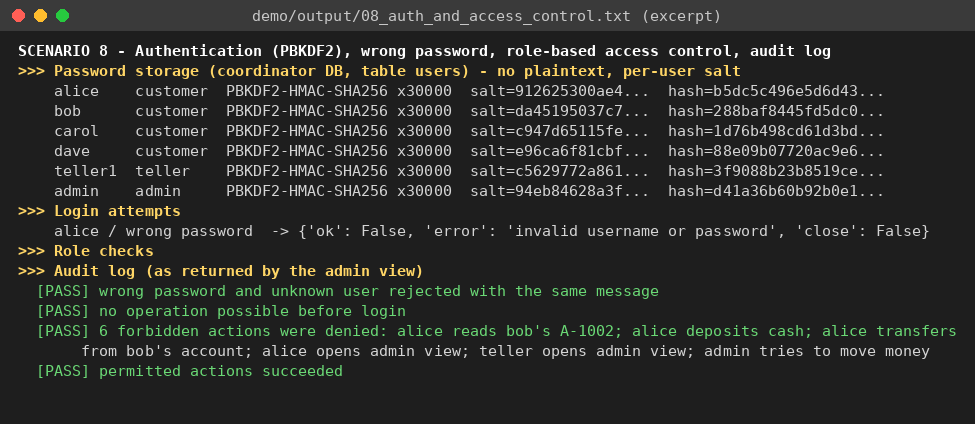 demo/output/08_auth_and_access_control.txt (excerpt)
SCENARIO 8 - Authentication (PBKDF2), wrong password, role-based access control, audit log
>>> Password storage (coordinator DB, table users) - no plaintext, per-user salt
alice customer PBKDF2-HMAC-SHA256 x30000 salt=912625300ae4... hash=b5dc5c496e5d6d43...
bob customer PBKDF2-HMAC-SHA256 x30000 salt=da45195037c7... hash=288baf8445fd5dc0...
carol customer PBKDF2-HMAC-SHA256 x30000 salt=c947d65115fe... hash=1d76b498cd61d3bd...
dave customer PBKDF2-HMAC-SHA256 x30000 salt=e96ca6f81cbf... hash=88e09b07720ac9e6...
teller1 teller PBKDF2-HMAC-SHA256 x30000 salt=c5629772a861... hash=3f9088b23b8519ce...
admin admin PBKDF2-HMAC-SHA256 x30000 salt=94eb84628a3f... hash=d41a36b60b92b0e1...
>>> Login attempts
alice / wrong password -> {'ok': False, 'error': 'invalid username or password', 'close': False}
>>> Role checks
>>> Audit log (as returned by the admin view)
[PASS] wrong password and unknown user rejected with the same message
[PASS] no operation possible before login
[PASS] 6 forbidden actions were denied: alice reads bob's A-1002; alice deposits cash; alice transfers
from bob's account; alice opens admin view; teller opens admin view; admin tries to move money
[PASS] permitted actions succeeded